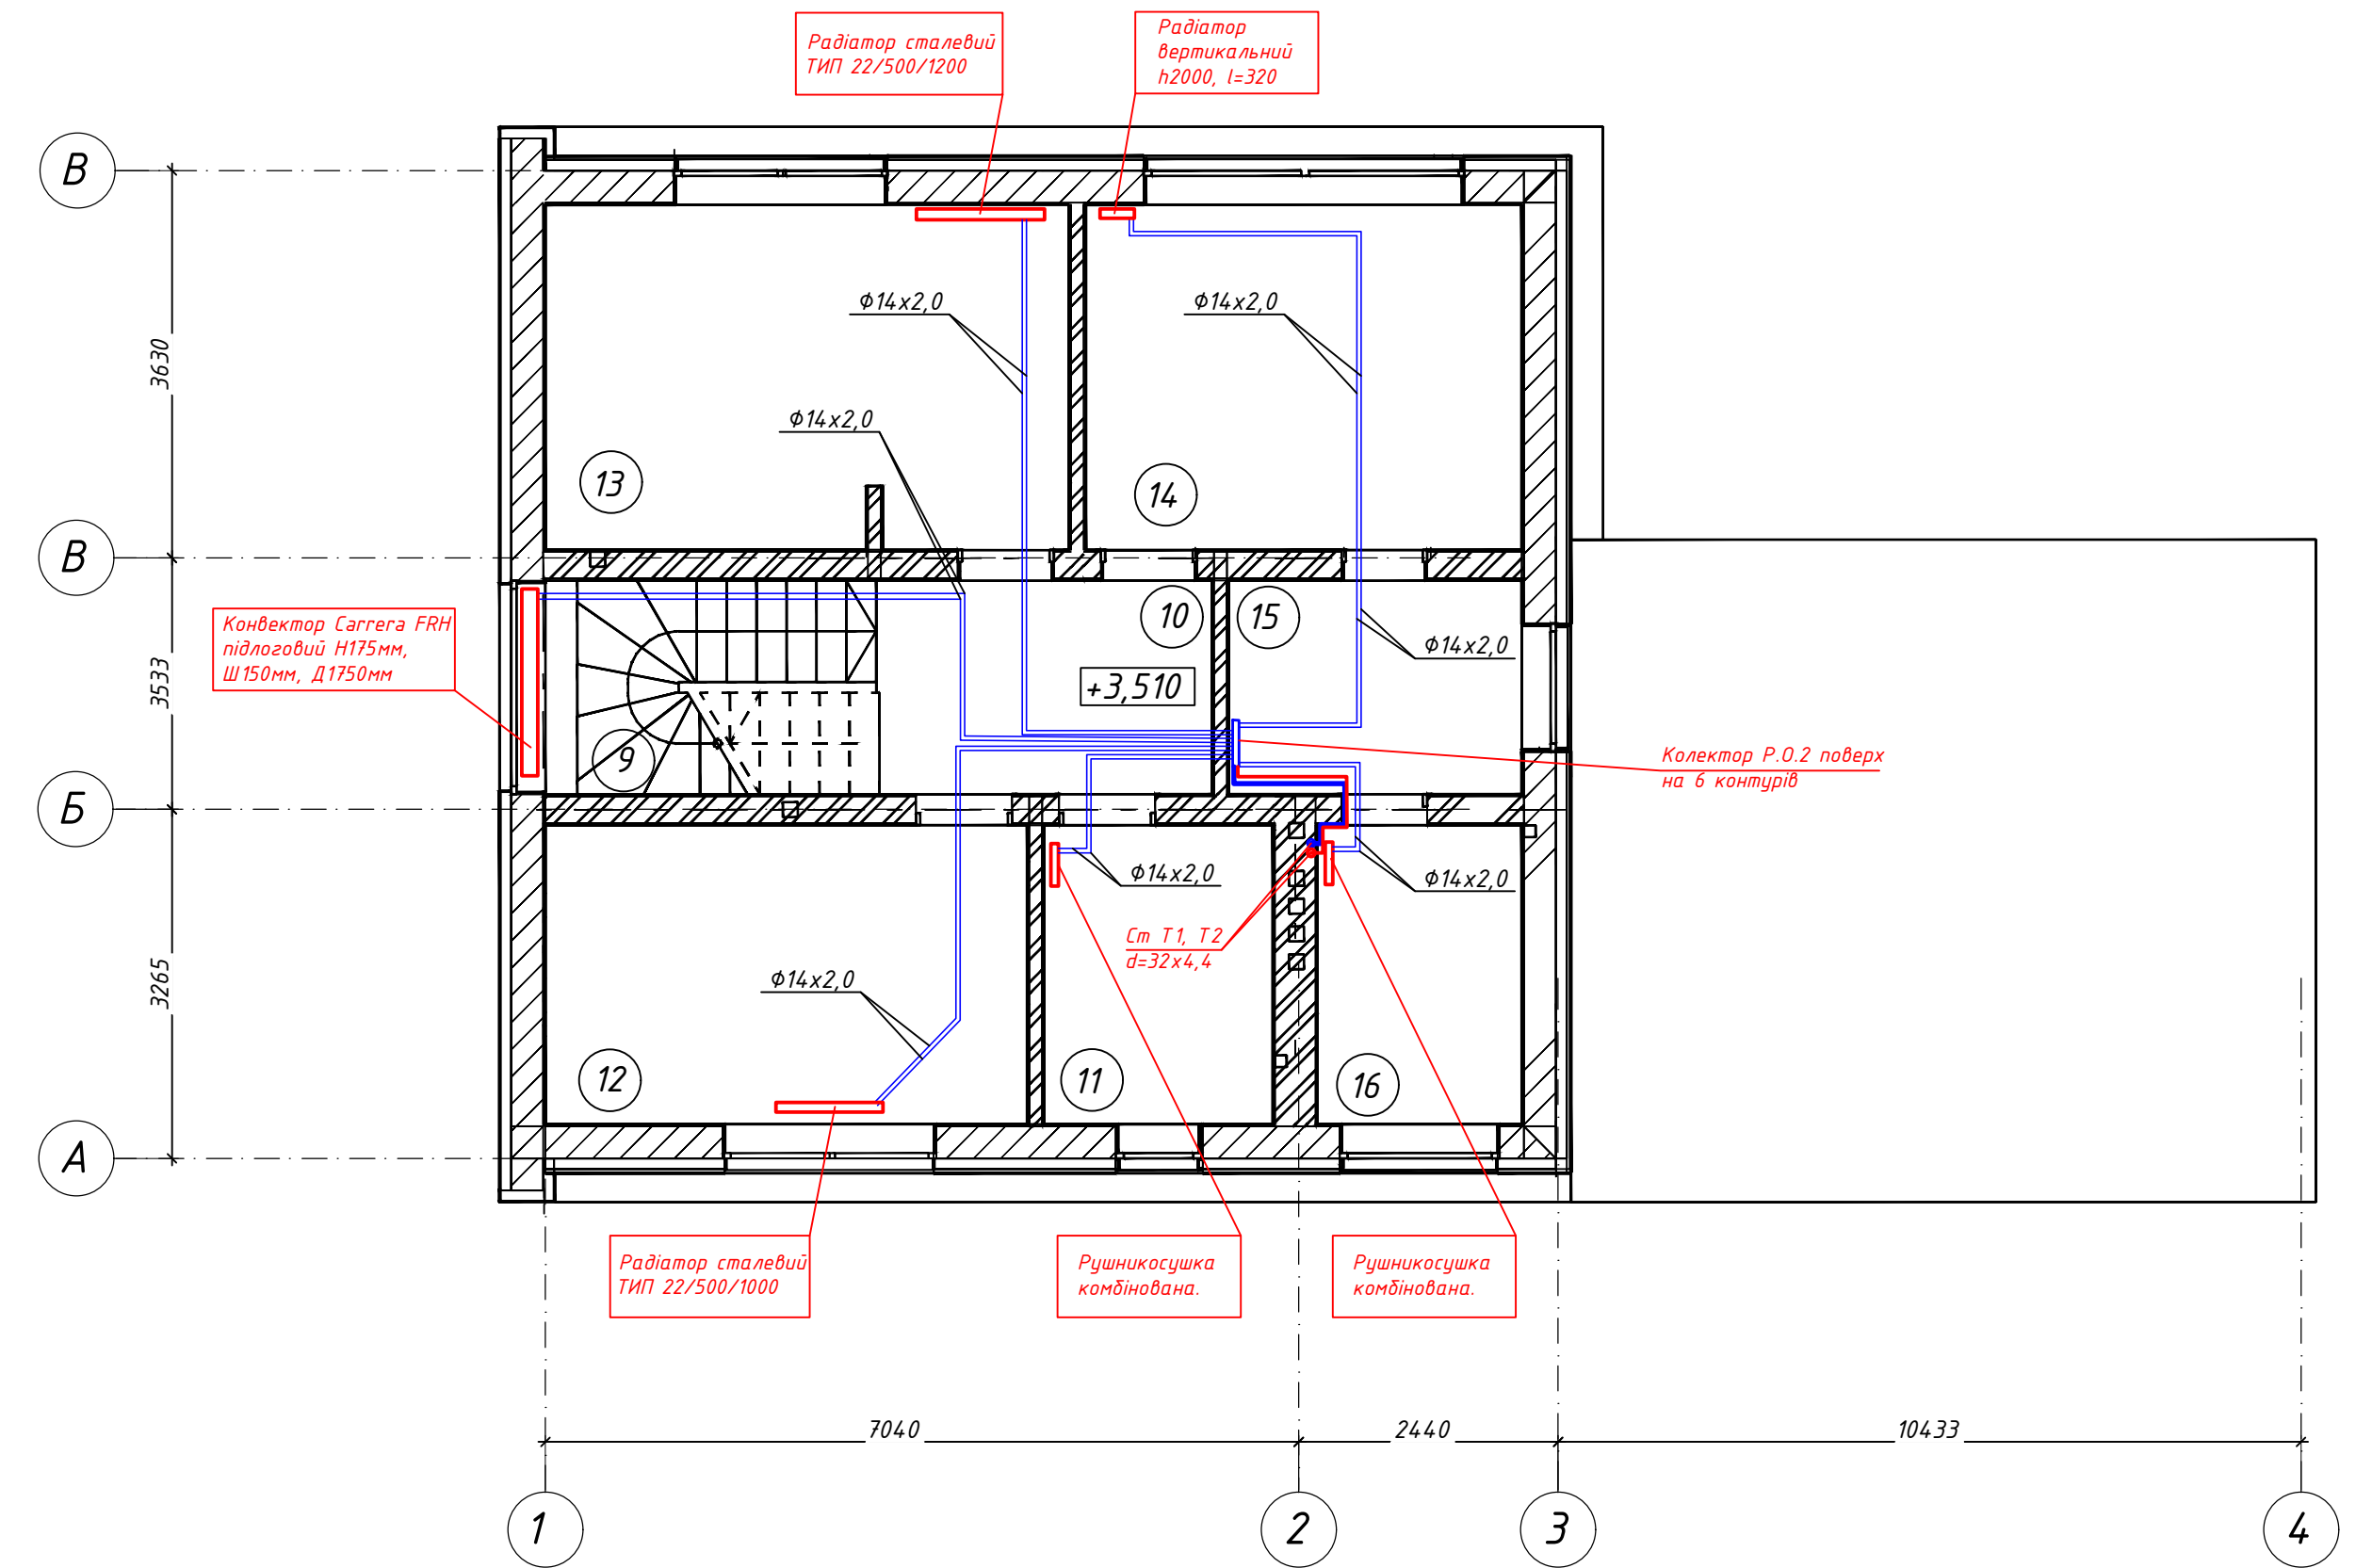 Радіатор сталевий
ТИП 22/500/1200
Радіатор
вертикальний
h2000, l=320
В
3630
Ф14х2,0
Ф14х2,0
Ф14х2,0
13
14
В
Конвектор Carrera FRH
підлоговий Н175мм,
Ш150мм, Д1750мм
3533
10
15
Ф14х2,0
+3,510
9
Колектор Р.О.2 поверх
на 6 контурів
Б
Ф14х2,0
Ф14х2,0
Ст Т1, Т2
d=32х4,4
3265
Ф14х2,0
12
11
16
А
Радіатор сталевий
ТИП 22/500/1000
Рушникосушка
комбінована.
Рушникосушка
комбінована.
7040
2440
10433
1
2
3
4